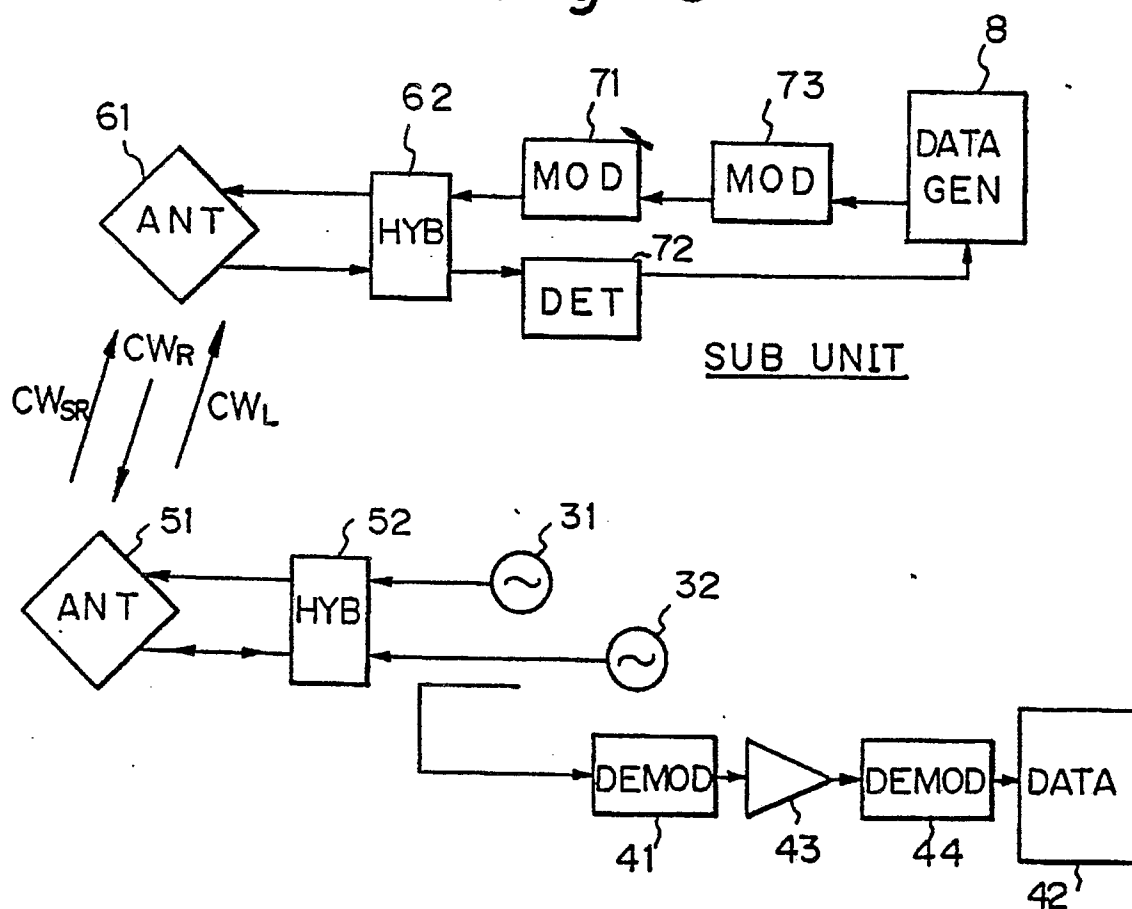 8
71
73
62
61
DATA
GEN
MOD
MOD
ANT
HYB
72
DET
SUB UNIT
CWR
CWSR
CWL
51
52
31
ANT
HYB
32
DEMOD
DEMOD
DATA
41
43
44
42